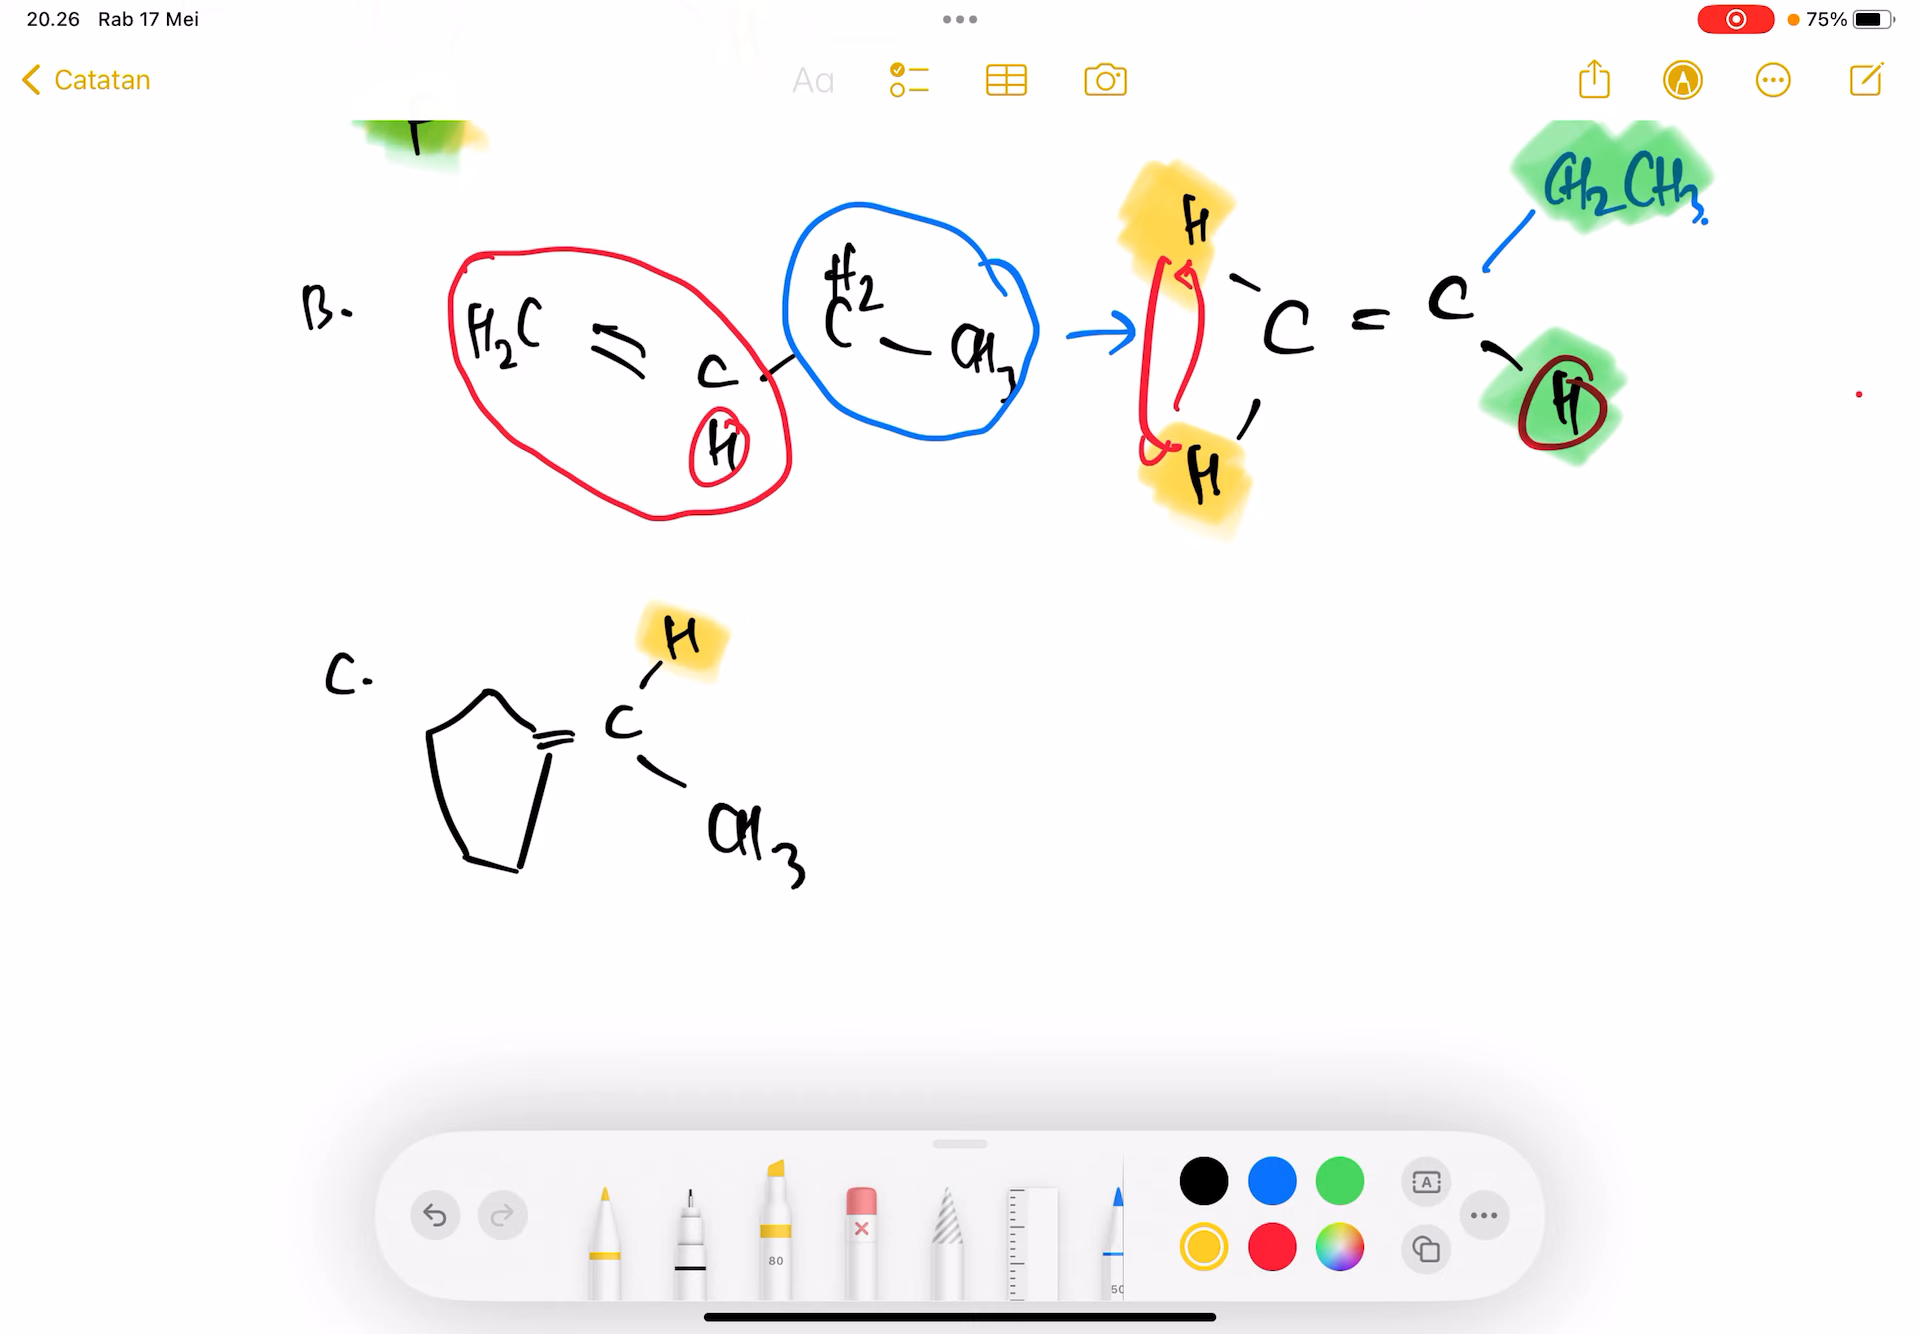 20.26 Rab 17 Mei
75%
Catatan
Aa
CH2CH3
H
H2
B.
H2C = C C - CH3 → C = C
H
H
H
H
C.
C
CH3
80
50
A